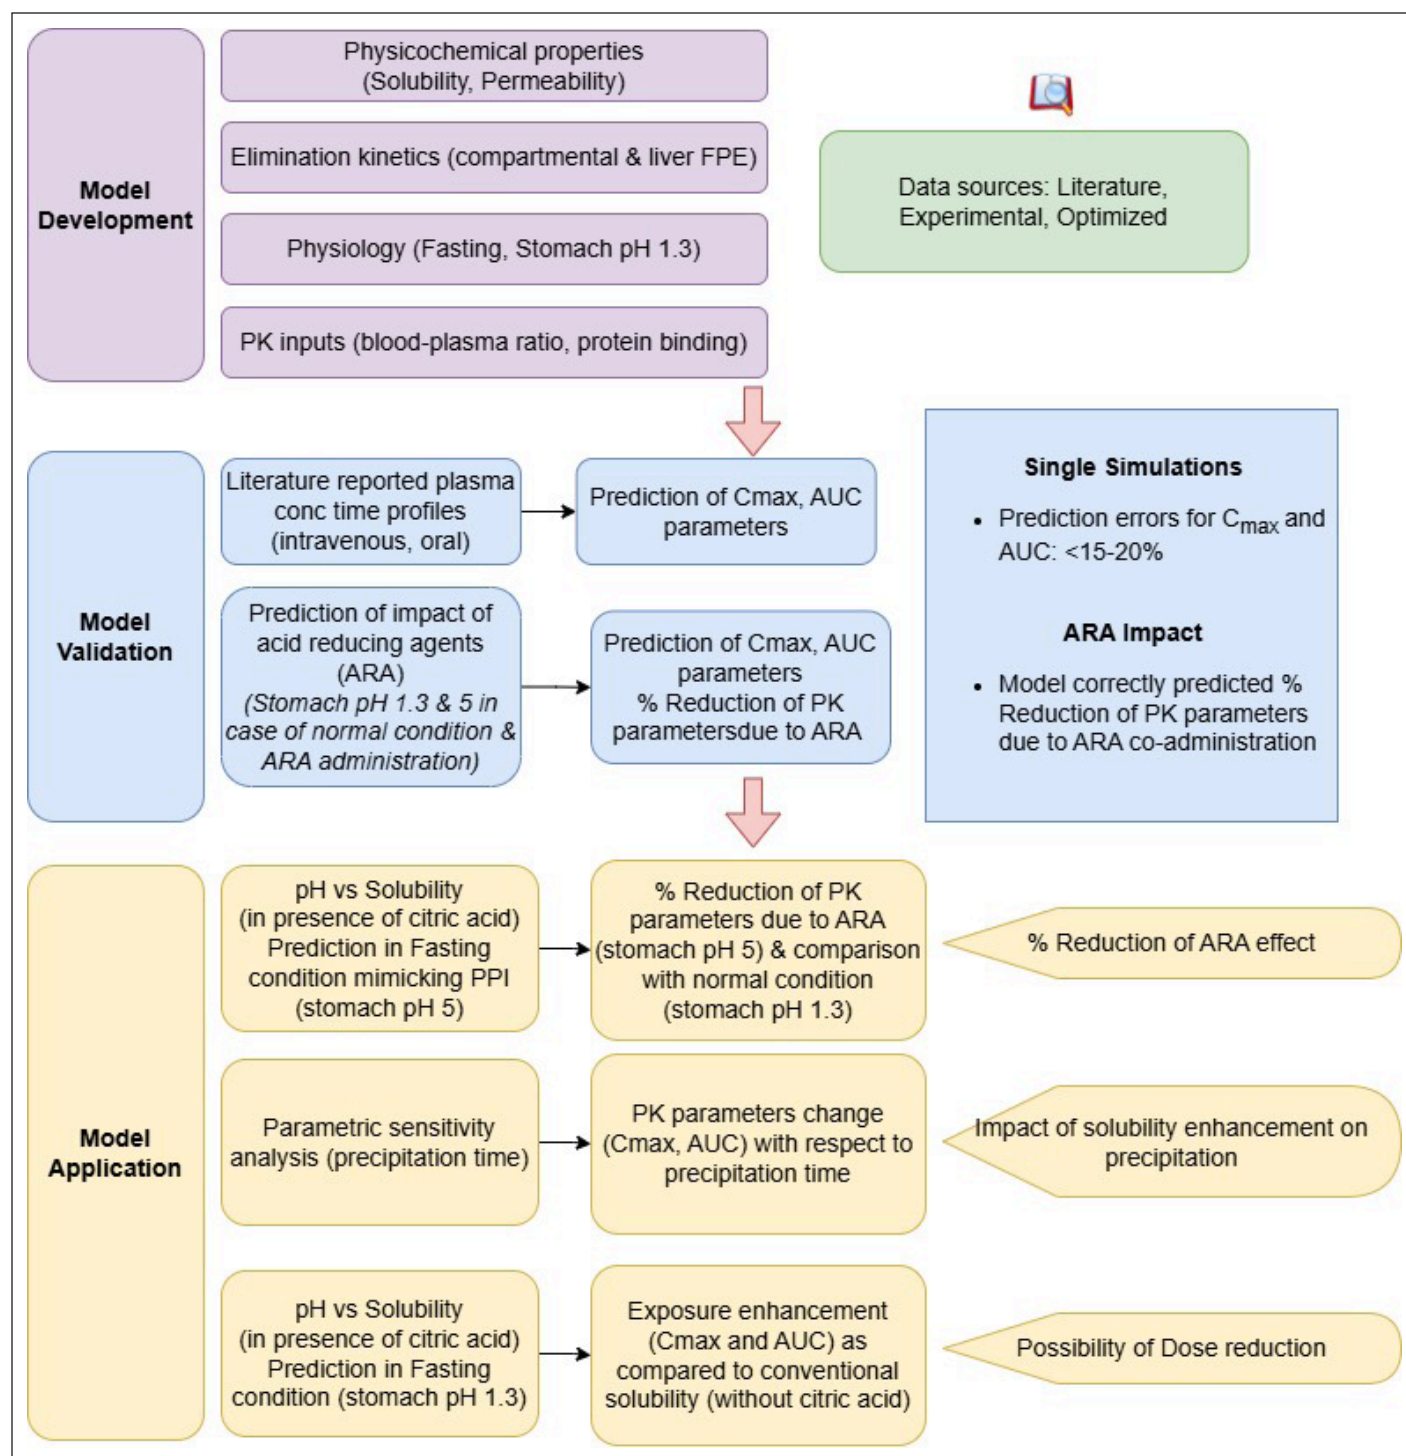 Model
Development
Physicochemical properties
(Solubility, Permeability)
Elimination kinetics (compartmental & liver FPE)
Physiology (Fasting, Stomach pH 1.3)
PK inputs (blood-plasma ratio, protein binding)
Data sources: Literature,
Experimental, Optimized
Model
Validation
Literature reported plasma
conc time profiles
(intravenous, oral)
Prediction of Cmax, AUC
parameters
Prediction of impact of
acid reducing agents
(ARA)
(Stomach pH 1.3 & 5 in
case of normal condition &
ARA administration)
Prediction of Cmax, AUC
parameters
% Reduction of PK
parametersdue to ARA
Single Simulations
• Prediction errors for Cmax and
AUC: <15-20%
ARA Impact
• Model correctly predicted %
Reduction of PK parameters
due to ARA co-administration
Model
Application
pH vs Solubility
(in presence of citric acid)
Prediction in Fasting
condition mimicking PPI
(stomach pH 5)
% Reduction of PK
parameters due to ARA
(stomach pH 5) & comparison
with normal condition
(stomach pH 1.3)
% Reduction of ARA effect
Parametric sensitivity
analysis (precipitation time)
PK parameters change
(Cmax, AUC) with respect to
precipitation time
Impact of solubility enhancement on
precipitation
pH vs Solubility
(in presence of citric acid)
Prediction in Fasting
condition (stomach pH 1.3)
Exposure enhancement
(Cmax and AUC) as
compared to conventional
solubility (without citric acid)
Possibility of Dose reduction